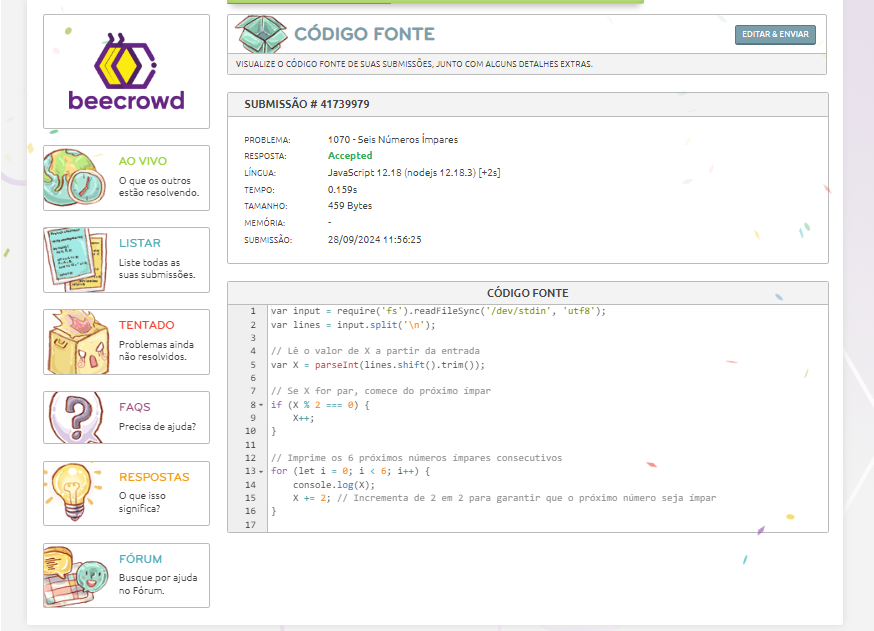 beecrowd
AO VIVO
O que os outros
estão resolvendo.
LISTAR
Liste todas as
suas submissões.
TENTADO
Problemas ainda
não resolvidos.
FAQS
Precisa de ajuda?
RESPOSTAS
O que isso
significa?
FÓRUM
Busque por ajuda
no Fórum.
CÓDIGO FONTE
EDITAR & ENVIAR
VISUALIZE O CÓDIGO FONTE DE SUAS SUBMISSÕES, JUNTO COM ALGUNS DETALHES EXTRAS.
SUBMISSÃO # 41739979
PROBLEMA: 1070 - Seis Números Ímpares
RESPOSTA: Accepted
LÍNGUA: JavaScript 12.18 (nodejs 12.18.3) [+2s]
TEMPO: 0.159s
TAMANHO: 459 Bytes
MEMÓRIA: -
SUBMISSÃO: 28/09/2024 11:56:25
CÓDIGO FONTE
1 var input = require('fs').readFileSync('/dev/stdin', 'utf8');
2 var lines = input.split('\n');
3
4 // Lê o valor de X a partir da entrada
5 var X = parseInt(lines.shift().trim());
6
7 // Se X for par, comece do próximo ímpar
8 if (X % 2 === 0) {
9 X++;
10 }
11
12 // Imprime os 6 próximos números ímpares consecutivos
13 for (let i = 0; i < 6; i++) {
14 console.log(X);
15 X += 2; // Incrementa de 2 em 2 para garantir que o próximo número seja ímpar
16 }
17